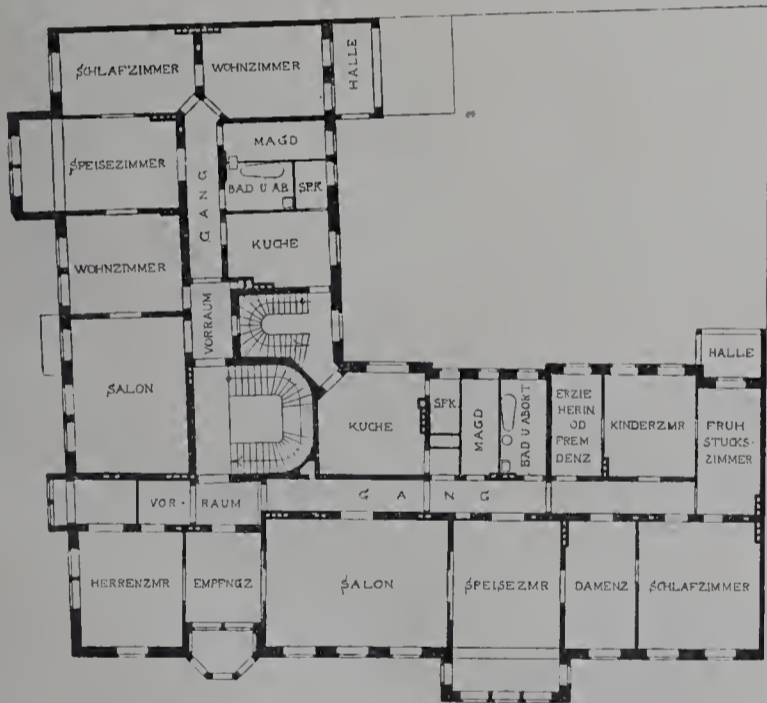 SCHLAFZIMMER
WOHNZIMMER
HALLE
SPEISEZIMMER
GANG
MAGD
BAD U AB.
SPK
KUCHE
WOHNZIMMER
VORRAUM
SALON
HALLE
KUCHE
SPK.
MAGD
BAD U ABORT
ERZIE
HERIN
OD
FREM
DENZ
KINDERZMR
FRUH
STUCKS-
ZIMMER
VOR-RAUM
GANG
HERRENZMR
EMPFNGZ
SALON
SPEISEZMR
DAMENZ
SCHLAFZIMMER